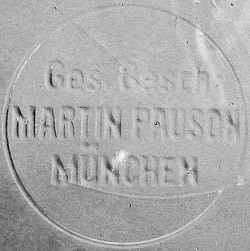 Ges. Gesch.
MARTIN PAUSON
MÜNCHEN